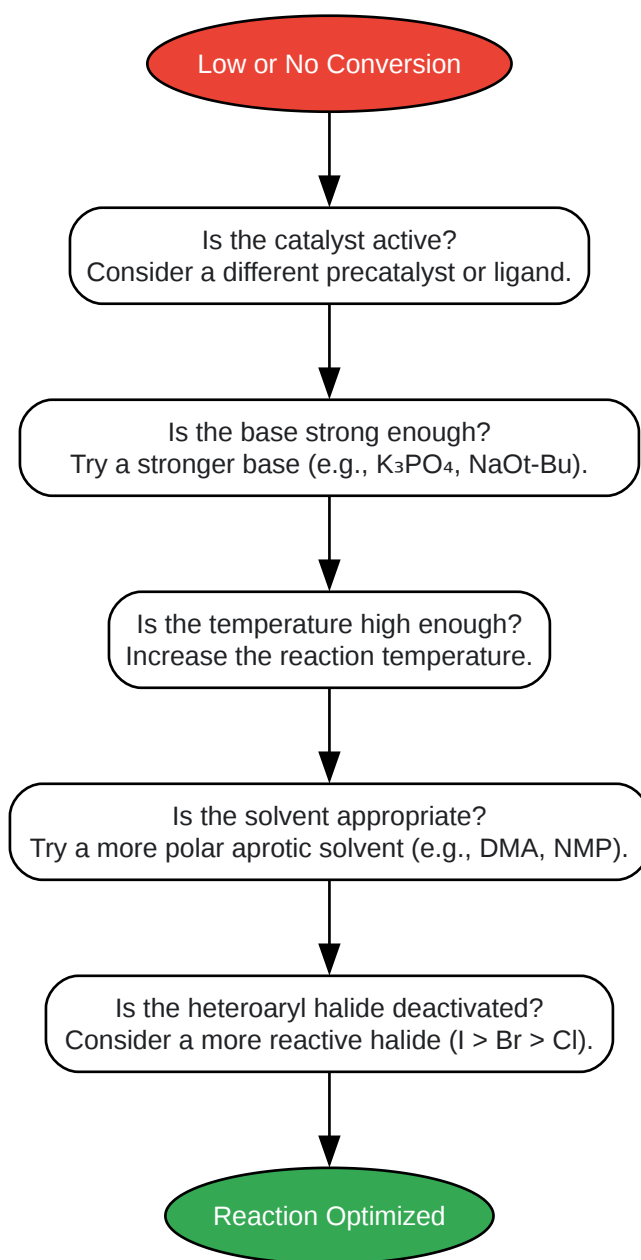 Low or No Conversion
Is the catalyst active?
Consider a different precatalyst or ligand.
Is the base strong enough?
Try a stronger base (e.g., K₃PO₄, NaOt-Bu).
Is the temperature high enough?
Increase the reaction temperature.
Is the solvent appropriate?
Try a more polar aprotic solvent (e.g., DMA, NMP).
Is the heteroaryl halide deactivated?
Consider a more reactive halide (I > Br > Cl).
Reaction Optimized